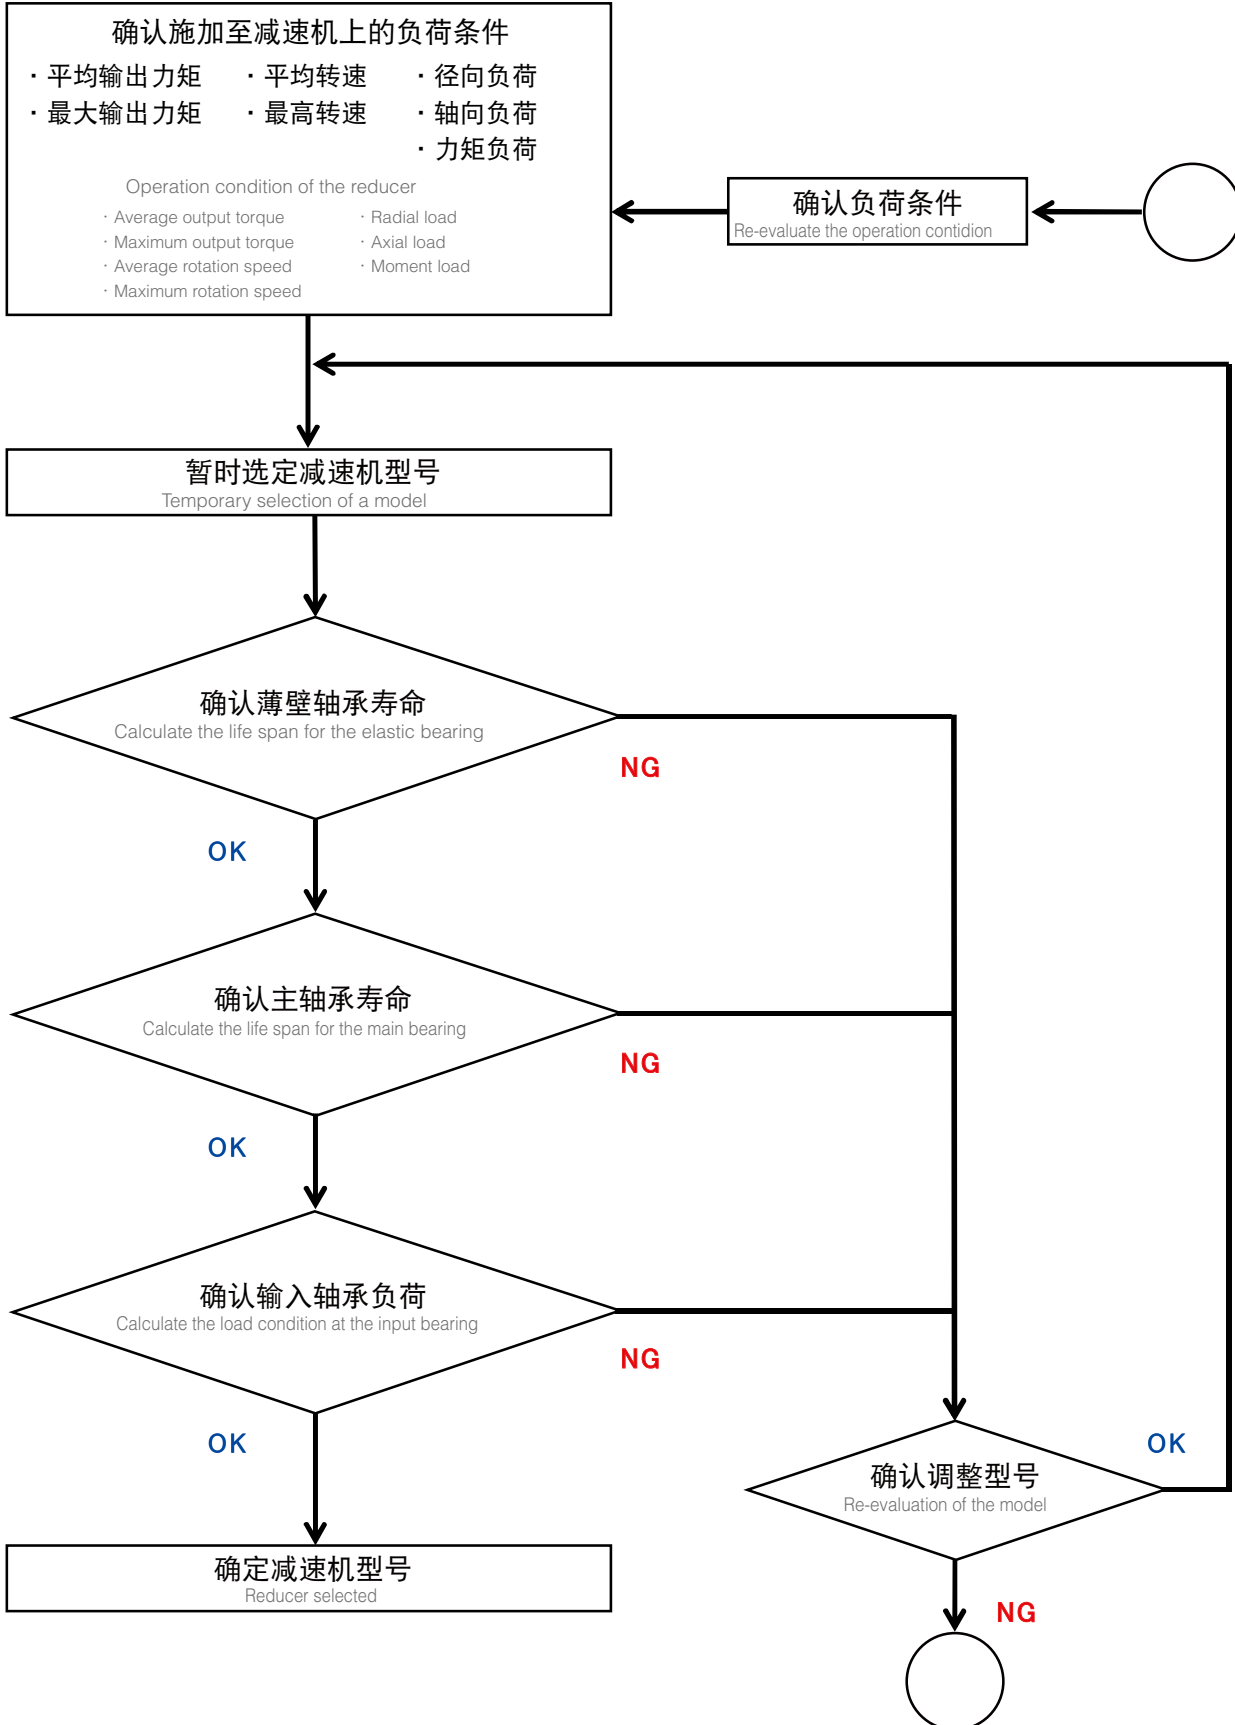 确认施加至减速机上的负荷条件
· 平均输出力矩 · 平均转速 · 径向负荷
· 最大输出力矩 · 最高转速 · 轴向负荷
· 力矩负荷
Operation condition of the reducer
· Average output torque · Radial load
· Maximum output torque · Axial load
· Average rotation speed · Moment load
· Maximum rotation speed
确认负荷条件
Re-evaluate the operation contidion
暂时选定减速机型号
Temporary selection of a model
确认薄壁轴承寿命
Calculate the life span for the elastic bearing
NG
OK
确认主轴承寿命
Calculate the life span for the main bearing
NG
OK
确认输入轴承负荷
Calculate the load condition at the input bearing
NG
OK
确认调整型号
Re-evaluation of the model
OK
NG
确定减速机型号
Reducer selected